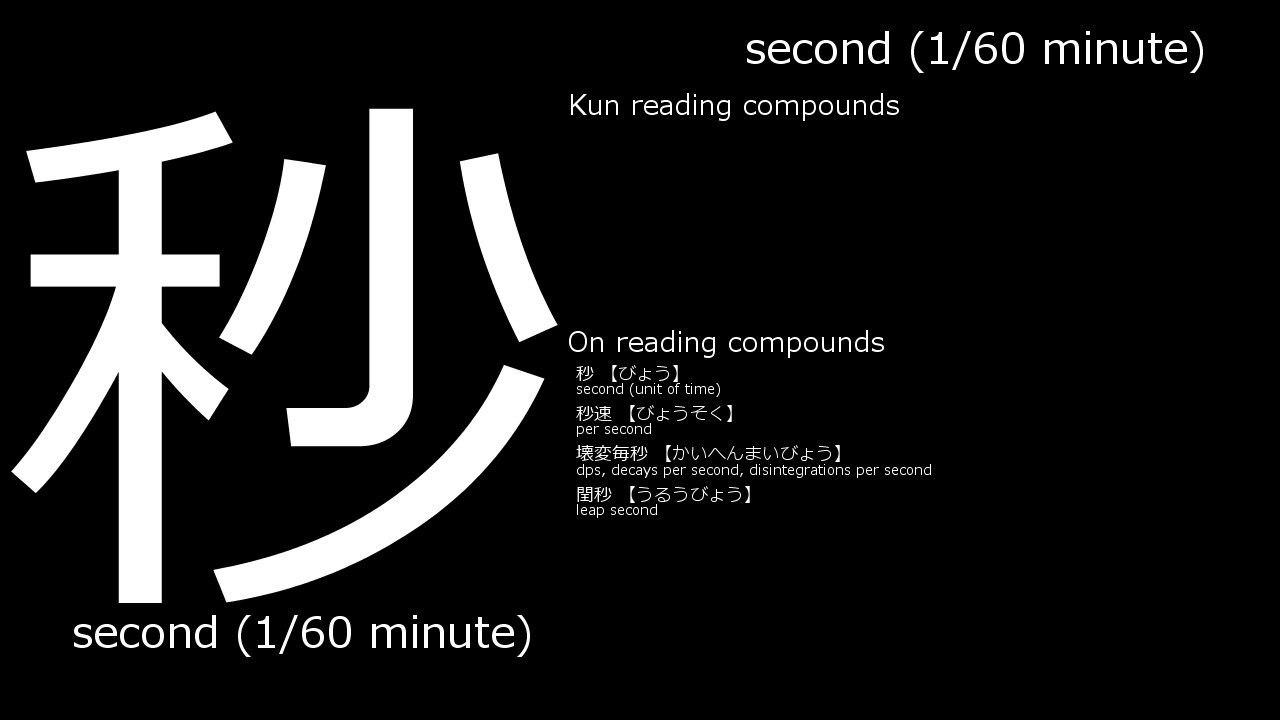 秒
second (1/60 minute)
second (1/60 minute)
Kun reading compounds
On reading compounds
秒 【びょう】
second (unit of time)
秒速 【びょうそく】
per second
壊変毎秒 【かいへんまいびょう】
dps, decays per second, disintegrations per second
閏秒 【うるうびょう】
leap second